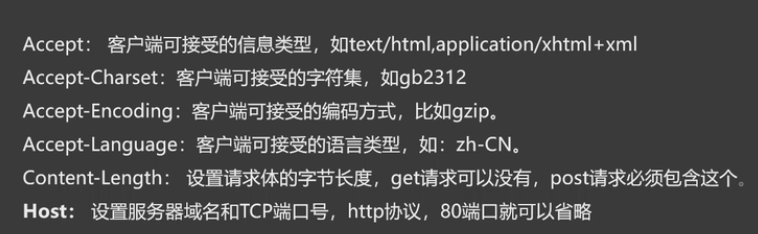 Accept： 客户端可接受的信息类型，如text/html,application/xhtml+xml
Accept-Charset：客户端可接受的字符集，如gb2312
Accept-Encoding：客户端可接受的编码方式，比如gzip。
Accept-Language：客户端可接受的语言类型，如：zh-CN。
Content-Length： 设置请求体的字节长度，get请求可以没有，post请求必须包含这个。
Host： 设置服务器域名和TCP端口号，http协议，80端口就可以省略